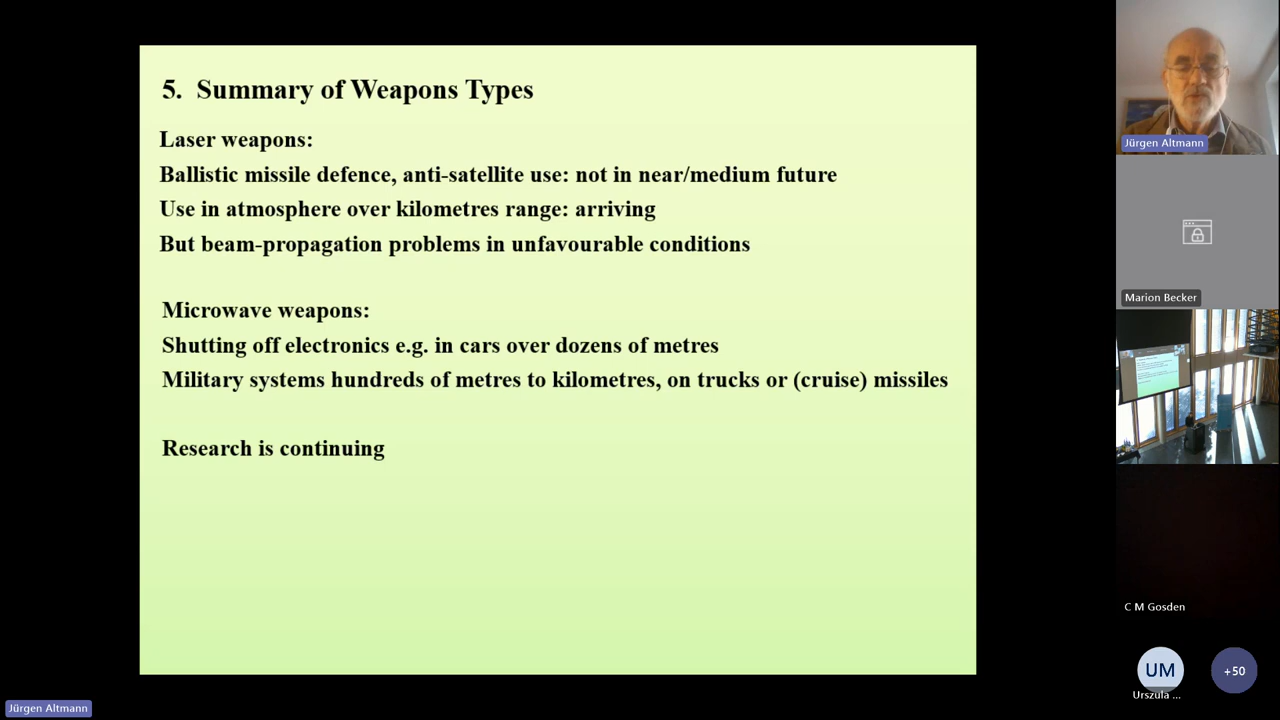 5. Summary of Weapons Types
Laser weapons:
Ballistic missile defence, anti-satellite use: not in near/medium future
Use in atmosphere over kilometres range: arriving
But beam-propagation problems in unfavourable conditions
Microwave weapons:
Shutting off electronics e.g. in cars over dozens of metres
Military systems hundreds of metres to kilometres, on trucks or (cruise) missiles
Research is continuing
Jürgen Altmann
Jürgen Altmann
Marion Becker
C M Gosden
UM
Urszula ...
+50